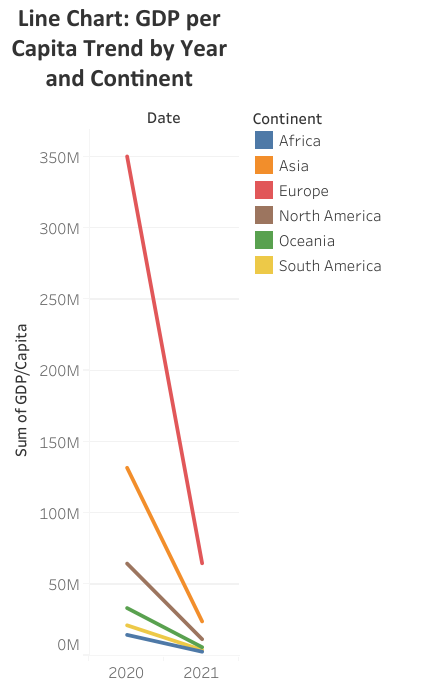 Line Chart: GDP per
Capita Trend by Year
and Continent
Date
Continent
Africa
Asia
Europe
North America
Oceania
South America
350M
300M
250M
200M
150M
100M
50M
0M
Sum of GDP/Capita
2020 2021